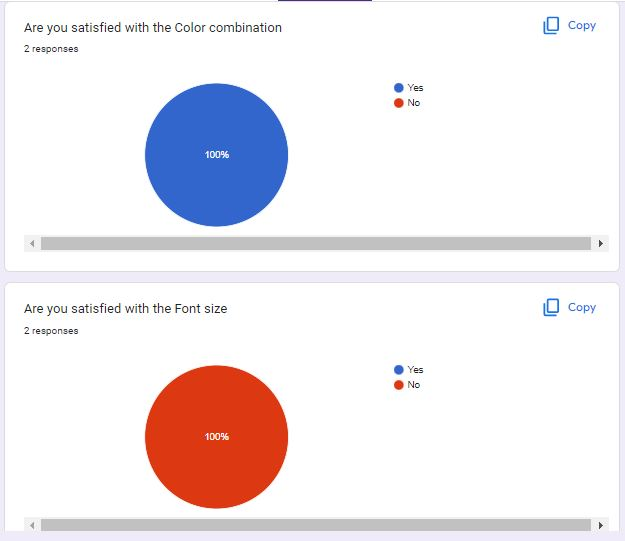 Are you satisfied with the Color combination
Copy
2 responses
Yes
No
100%
Are you satisfied with the Font size
Copy
2 responses
Yes
No
100%